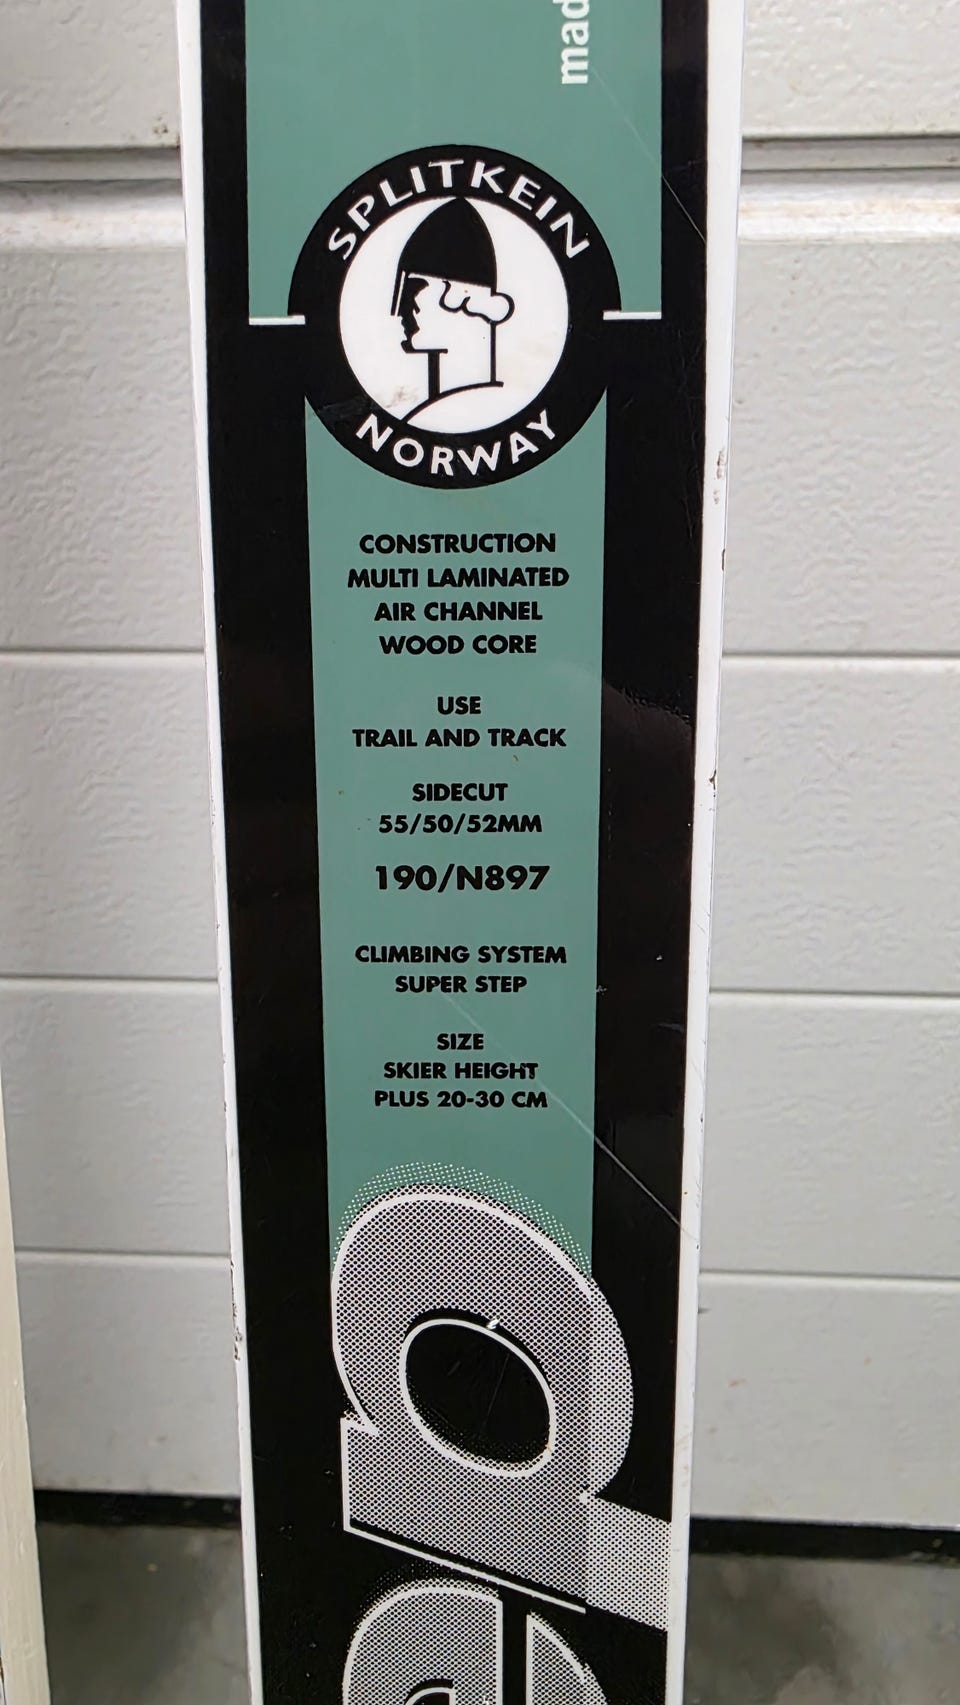 mad
SPLITKEIN
NORWAY
CONSTRUCTION
MULTI LAMINATED
AIR CHANNEL
WOOD CORE
USE
TRAIL AND TRACK
SIDECUT
55/50/52MM
190/N897
CLIMBING SYSTEM
SUPER STEP
SIZE
SKIER HEIGHT
PLUS 20-30 CM